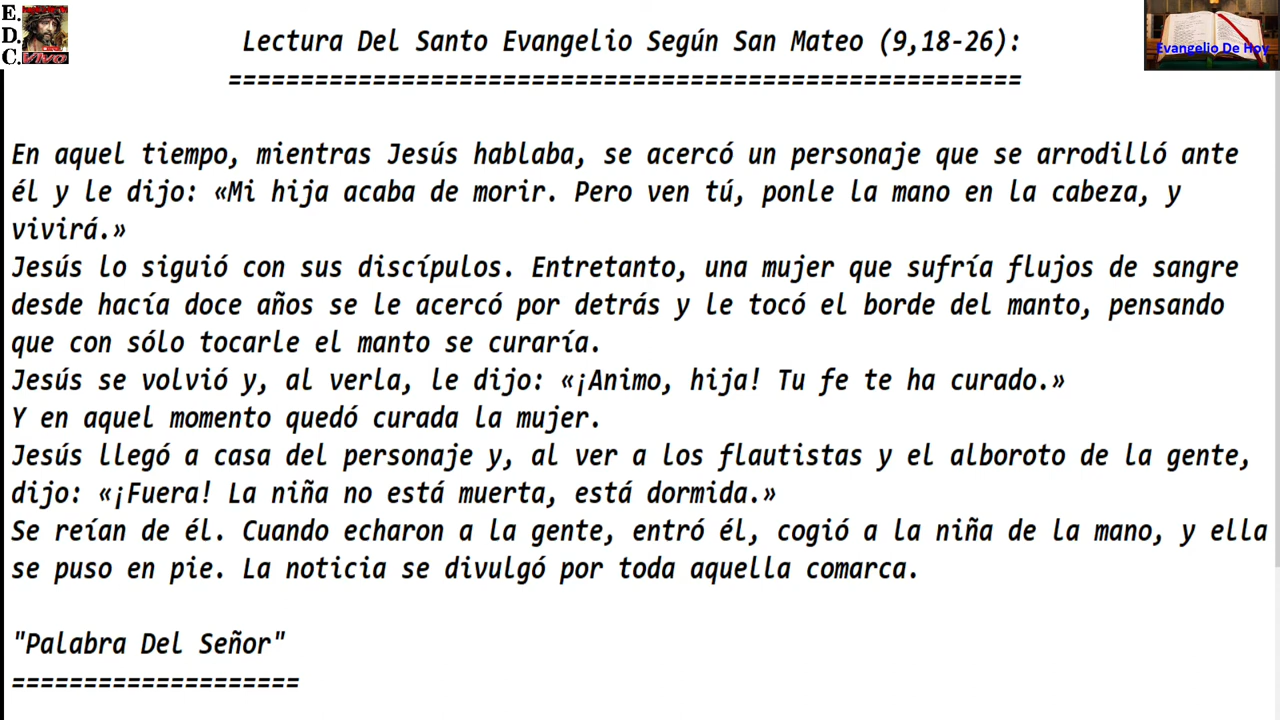 E.
D.
C.
VIVO
Evangelio De Hoy
Lectura Del Santo Evangelio Según San Mateo (9,18-26):
=======================================================
En aquel tiempo, mientras Jesús hablaba, se acercó un personaje que se arrodilló ante
él y le dijo: «Mi hija acaba de morir. Pero ven tú, ponle la mano en la cabeza, y
vivirá.»
Jesús lo siguió con sus discípulos. Entretanto, una mujer que sufría flujos de sangre
desde hacía doce años se le acercó por detrás y le tocó el borde del manto, pensando
que con sólo tocarle el manto se curaría.
Jesús se volvió y, al verla, le dijo: «¡Animo, hija! Tu fe te ha curado.»
Y en aquel momento quedó curada la mujer.
Jesús llegó a casa del personaje y, al ver a los flautistas y el alboroto de la gente,
dijo: «¡Fuera! La niña no está muerta, está dormida.»
Se reían de él. Cuando echaron a la gente, entró él, cogió a la niña de la mano, y ella
se puso en pie. La noticia se divulgó por toda aquella comarca.
"Palabra Del Señor"
====================